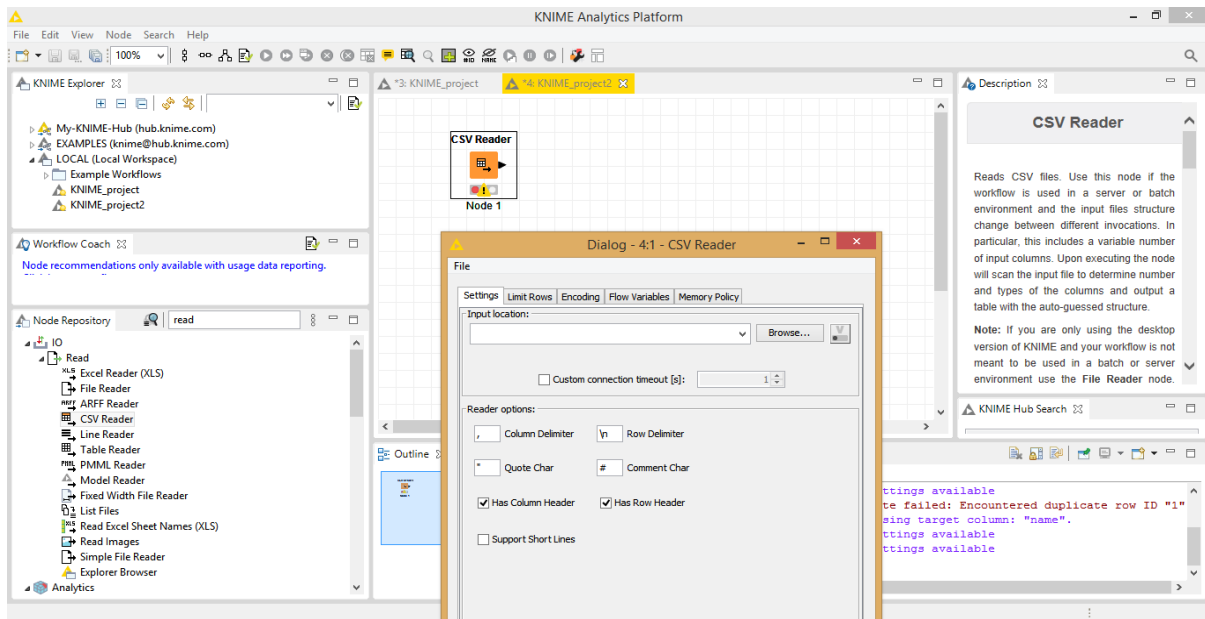 KNIME Analytics Platform
File Edit View Node Search Help
100%
KNIME Explorer
My-KNIME-Hub (hub.knime.com)
EXAMPLES (knime@hub.knime.com)
LOCAL (Local Workspace)
Example Workflows
KNIME_project
KNIME_project2
Workflow Coach
Node recommendations only available with usage data reporting.
Node Repository
read
IO
Read
Excel Reader (XLS)
File Reader
ARFF Reader
CSV Reader
Line Reader
Table Reader
PMML Reader
Model Reader
Fixed Width File Reader
List Files
Read Excel Sheet Names (XLS)
Read Images
Simple File Reader
Explorer Browser
Analytics
*3: KNIME_project
*4: KNIME_project2
CSV Reader
Node 1
Outline
Dialog - 4:1 - CSV Reader
File
Settings Limit Rows Encoding Flow Variables Memory Policy
Input location:
Browse...
Custom connection timeout [s]: 1
Reader options:
, Column Delimiter \n Row Delimiter
" Quote Char # Comment Char
Has Column Header Has Row Header
Support Short Lines
Description
CSV Reader
Reads CSV files. Use this node if the
workflow is used in a server or batch
environment and the input files structure
change between different invocations. In
particular, this includes a variable number
of input columns. Upon executing the node
will scan the input file to determine number
and types of the columns and output a
table with the auto-guessed structure.
Note: If you are only using the desktop
version of KNIME and your workflow is not
meant to be used in a batch or server
environment use the File Reader node.
KNIME Hub Search
ttings available
te failed: Encountered duplicate row ID "1"
sing target column: "name".
ttings available
ttings available